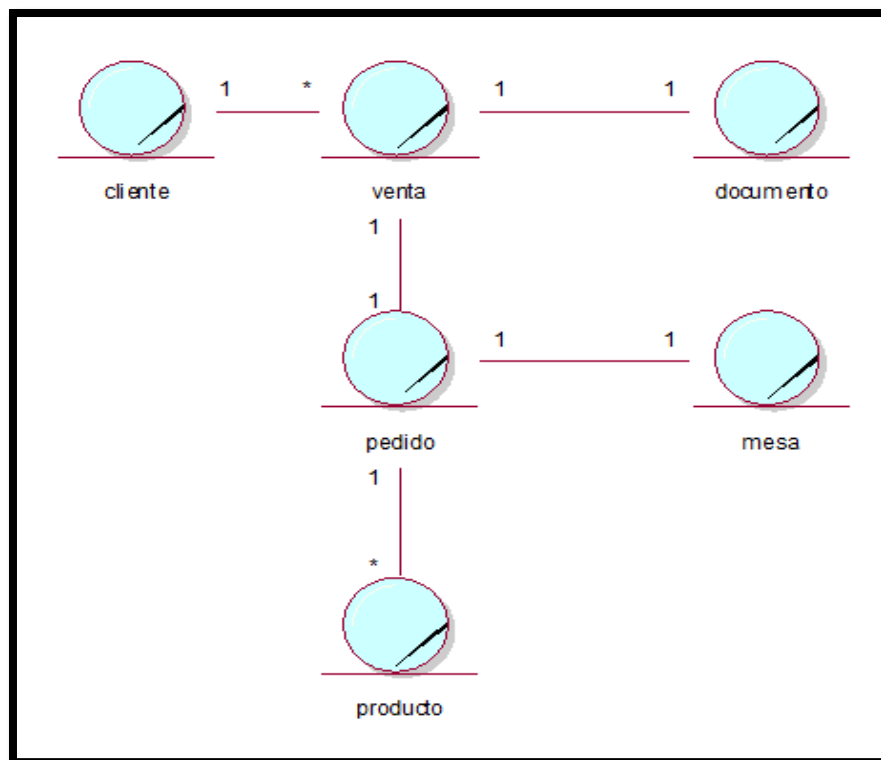 1 * 1 1
cliente venta documento
1
1
1 1
pedido mesa
1
*
producto